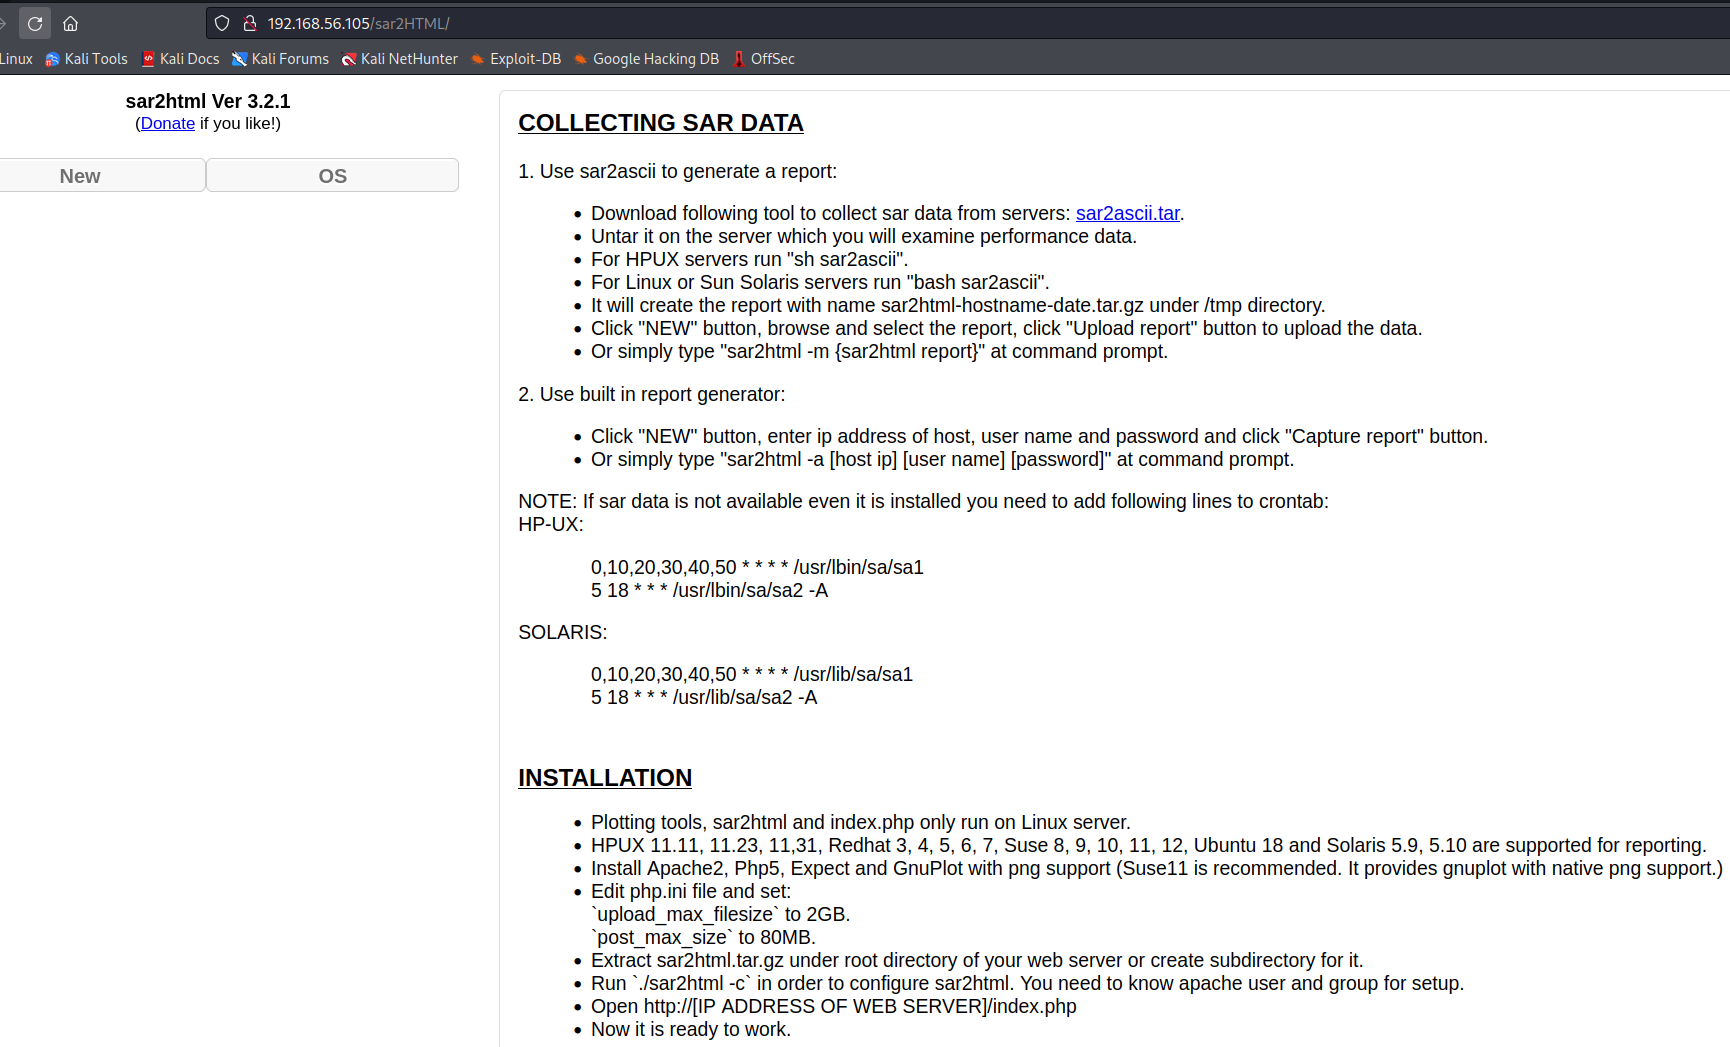 192.168.56.105/sar2HTML/
Linux Kali Tools Kali Docs Kali Forums Kali NetHunter Exploit-DB Google Hacking DB OffSec
sar2html Ver 3.2.1
(Donate if you like!)
New OS
COLLECTING SAR DATA
1. Use sar2ascii to generate a report:
Download following tool to collect sar data from servers: sar2ascii.tar.
Untar it on the server which you will examine performance data.
For HPUX servers run "sh sar2ascii".
For Linux or Sun Solaris servers run "bash sar2ascii".
It will create the report with name sar2html-hostname-date.tar.gz under /tmp directory.
Click "NEW" button, browse and select the report, click "Upload report" button to upload the data.
Or simply type "sar2html -m {sar2html report}" at command prompt.
2. Use built in report generator:
Click "NEW" button, enter ip address of host, user name and password and click "Capture report" button.
Or simply type "sar2html -a [host ip] [user name] [password]" at command prompt.
NOTE: If sar data is not available even it is installed you need to add following lines to crontab:
HP-UX:
0,10,20,30,40,50 * * * * /usr/lbin/sa/sa1
5 18 * * * /usr/lbin/sa/sa2 -A
SOLARIS:
0,10,20,30,40,50 * * * * /usr/lib/sa/sa1
5 18 * * * /usr/lib/sa/sa2 -A
INSTALLATION
Plotting tools, sar2html and index.php only run on Linux server.
HPUX 11.11, 11.23, 11,31, Redhat 3, 4, 5, 6, 7, Suse 8, 9, 10, 11, 12, Ubuntu 18 and Solaris 5.9, 5.10 are supported for reporting.
Install Apache2, Php5, Expect and GnuPlot with png support (Suse11 is recommended. It provides gnuplot with native png support.)
Edit php.ini file and set:
`upload_max_filesize` to 2GB.
`post_max_size` to 80MB.
Extract sar2html.tar.gz under root directory of your web server or create subdirectory for it.
Run `./sar2html -c` in order to configure sar2html. You need to know apache user and group for setup.
Open http://[IP ADDRESS OF WEB SERVER]/index.php
Now it is ready to work.